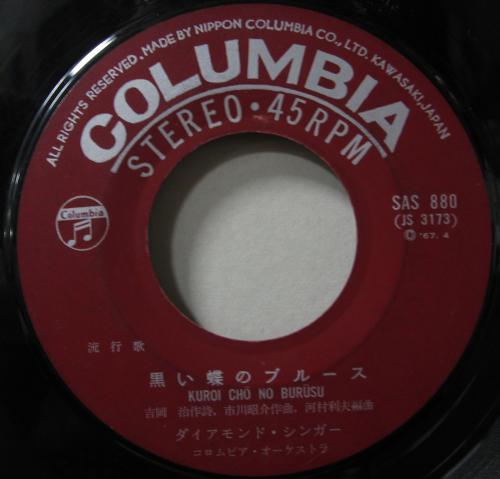 ALL RIGHTS RESERVED, MADE BY NIPPON COLUMBIA CO., LTD. KAWASAKI, JAPAN
COLUMBIA
STEREO・45RPM
Columbia
SAS 880
(JS 3173)
Ⓒ '67. 4
流行歌
黒い蝶のブルース
KUROI CHŌ NO BURŪSU
吉岡 治作詩、市川昭介作曲、河村利夫編曲
ダイアモンド・シンガー
コロムビア・オーケストラ